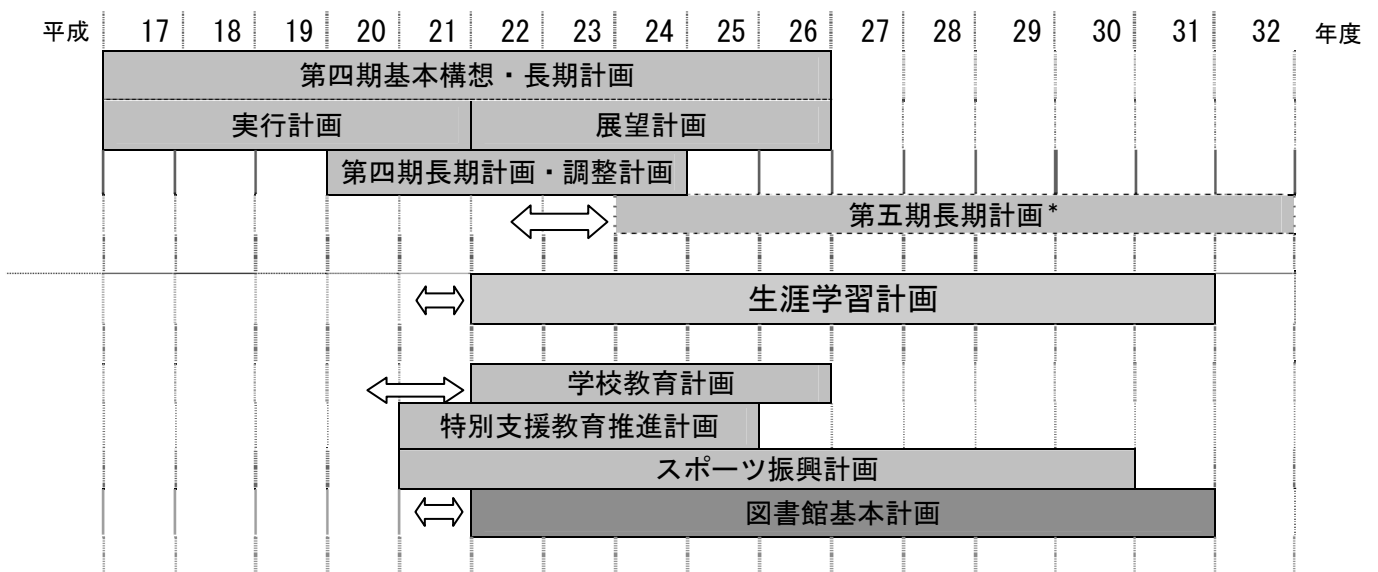 平成 17 18 19 20 21 22 23 24 25 26 27 28 29 30 31 32 年度
第四期基本構想・長期計画
実行計画 展望計画
第四期長期計画・調整計画
第五期長期計画*
生涯学習計画
学校教育計画
特別支援教育推進計画
スポーツ振興計画
図書館基本計画